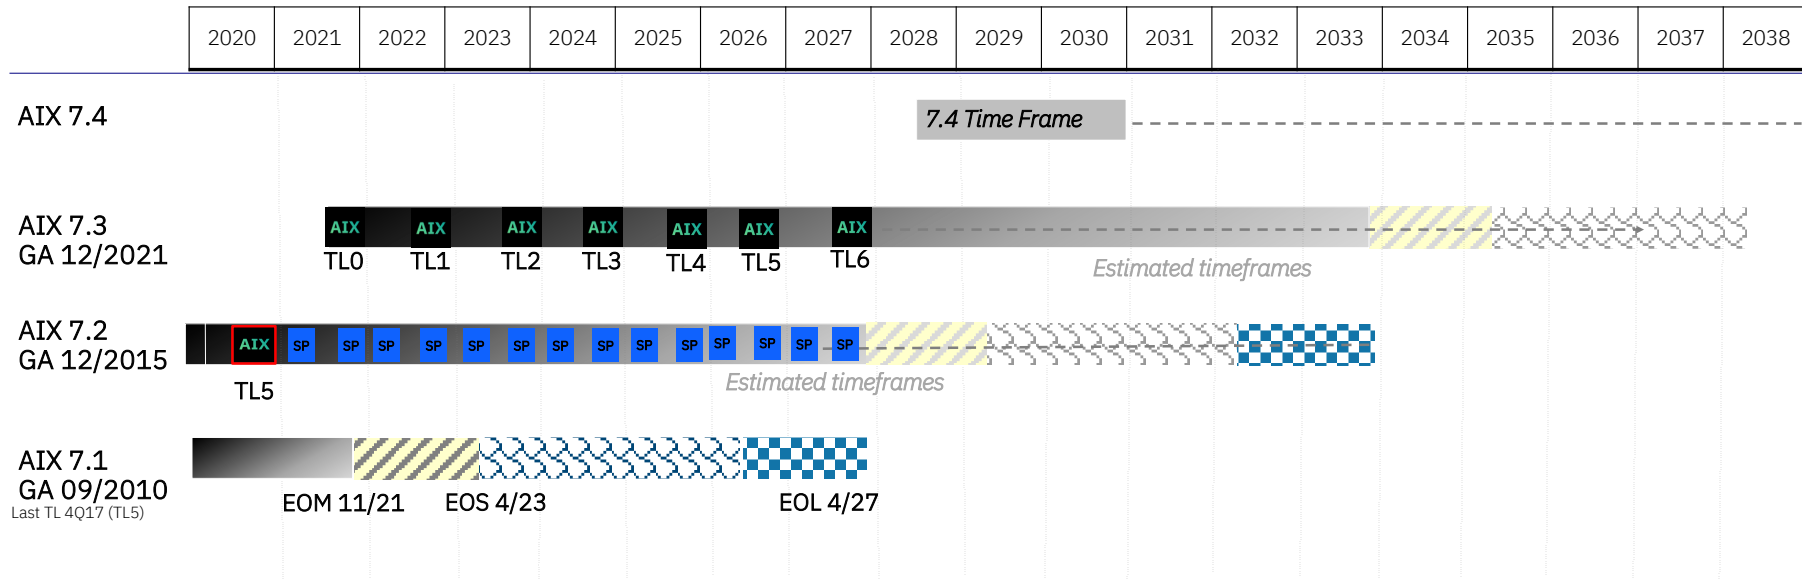 2020 2021 2022 2023 2024 2025 2026 2027 2028 2029 2030 2031 2032 2033 2034 2035 2036 2037 2038
AIX 7.4
7.4 Time Frame
AIX 7.3
GA 12/2021
AIX AIX AIX AIX AIX AIX AIX
TL0 TL1 TL2 TL3 TL4 TL5 TL6
Estimated timeframes
AIX 7.2
GA 12/2015
AIX SP SP SP SP SP SP SP SP SP SP SP SP SP SP
TL5
Estimated timeframes
AIX 7.1
GA 09/2010
Last TL 4Q17 (TL5)
EOM 11/21 EOS 4/23 EOL 4/27